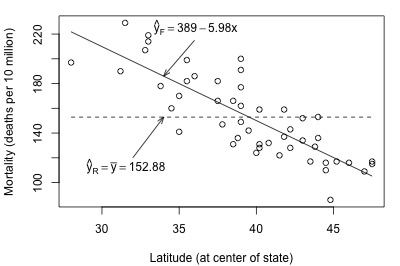 ŷF = 389 – 5.98x
220
180
140
100
ŷR = ȳ = 152.88
30 35 40 45
Latitude (at center of state)
Mortality (deaths per 10 million)